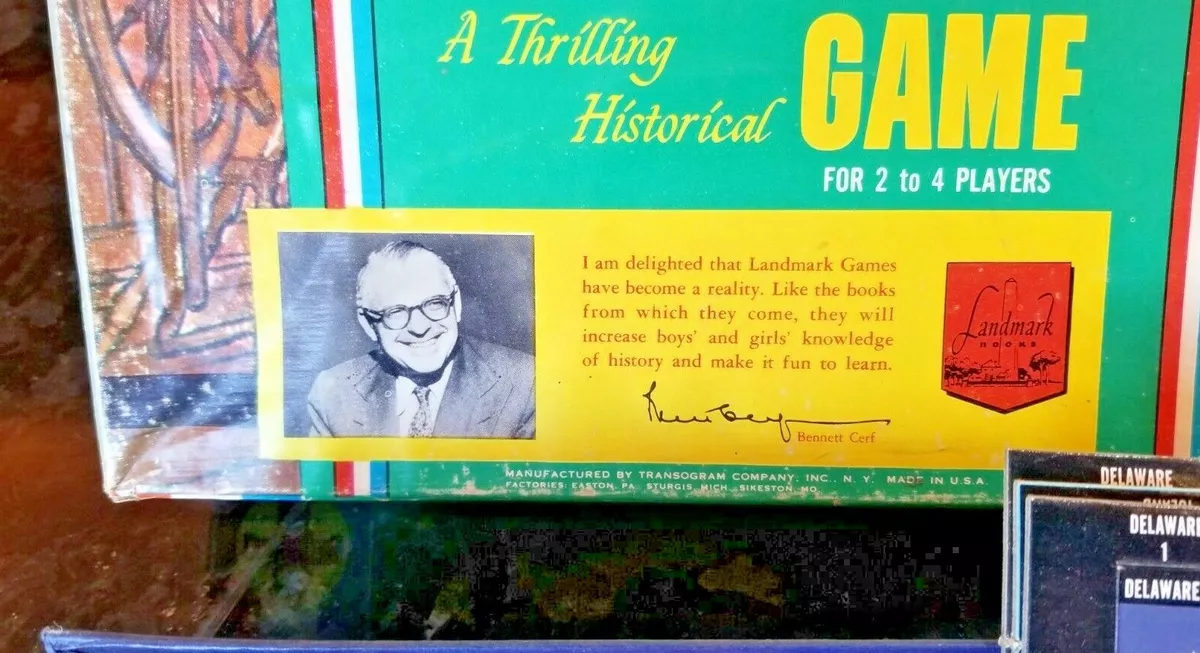 A Thrilling
Historical
GAME
FOR 2 to 4 PLAYERS
I am delighted that Landmark Games
have become a reality. Like the books
from which they come, they will
increase boys' and girls' knowledge
of history and make it fun to learn.
Bennett Cerf
Bennett Cerf
Landmark
BOOKS
MANUFACTURED BY TRANSOGRAM COMPANY, INC., N. Y. MADE IN U.S.A.
FACTORIES: EASTON, PA. STURGIS, MICH. SIKESTON, MO.
DELAWARE
DELAWAR
1
DELAWARE